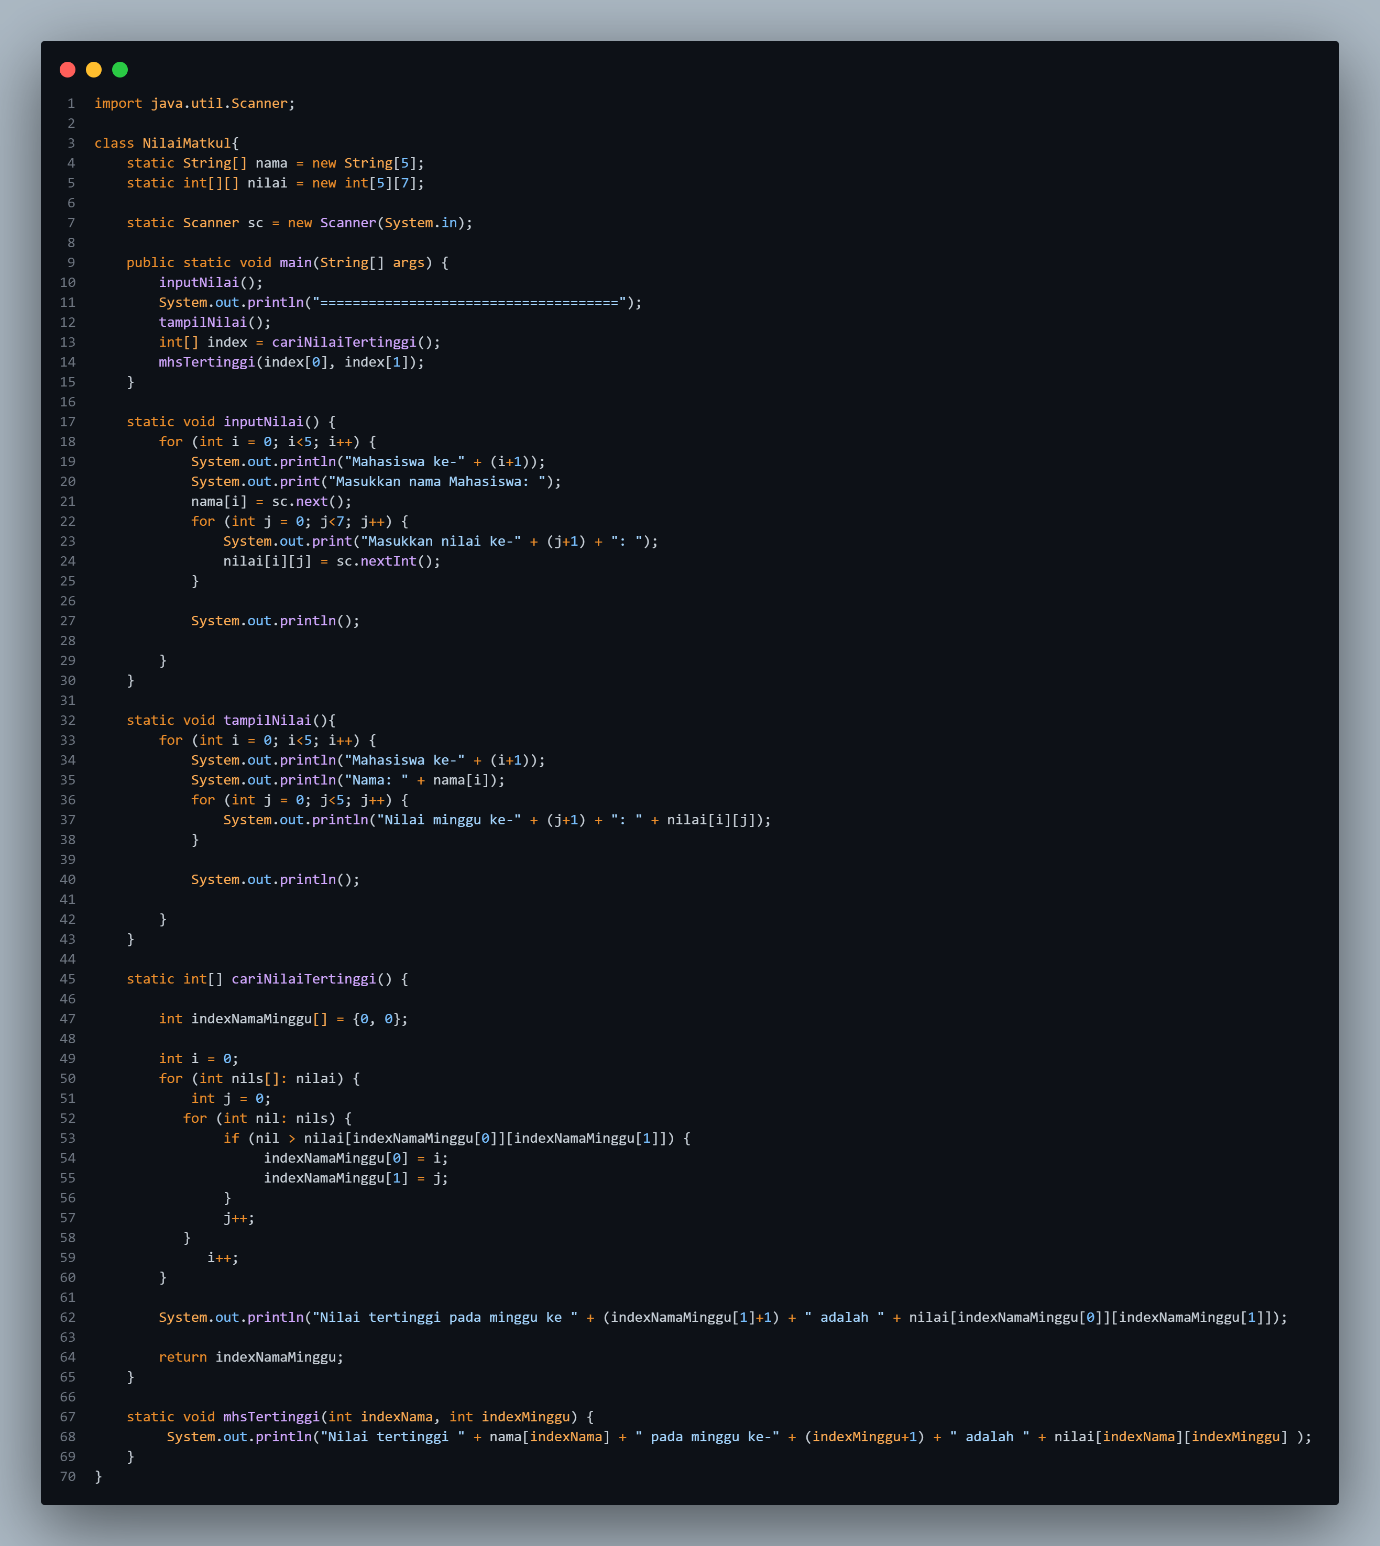 1 import java.util.Scanner;
2
3 class NilaiMatkul{
4     static String[] nama = new String[5];
5     static int[][] nilai = new int[5][7];
6
7     static Scanner sc = new Scanner(System.in);
8
9     public static void main(String[] args) {
10         inputNilai();
11         System.out.println("=====================================");
12         tampilNilai();
13         int[] index = cariNilaiTertinggi();
14         mhsTertinggi(index[0], index[1]);
15     }
16
17     static void inputNilai() {
18         for (int i = 0; i<5; i++) {
19             System.out.println("Mahasiswa ke-" + (i+1));
20             System.out.print("Masukkan nama Mahasiswa: ");
21             nama[i] = sc.next();
22             for (int j = 0; j<7; j++) {
23                 System.out.print("Masukkan nilai ke-" + (j+1) + ": ");
24                 nilai[i][j] = sc.nextInt();
25             }
26
27             System.out.println();
28
29         }
30     }
31
32     static void tampilNilai(){
33         for (int i = 0; i<5; i++) {
34             System.out.println("Mahasiswa ke-" + (i+1));
35             System.out.println("Nama: " + nama[i]);
36             for (int j = 0; j<5; j++) {
37                 System.out.println("Nilai minggu ke-" + (j+1) + ": " + nilai[i][j]);
38             }
39
40             System.out.println();
41
42         }
43     }
44
45     static int[] cariNilaiTertinggi() {
46
47         int indexNamaMinggu[] = {0, 0};
48
49         int i = 0;
50         for (int nils[]: nilai) {
51             int j = 0;
52            for (int nil: nils) {
53                 if (nil > nilai[indexNamaMinggu[0]][indexNamaMinggu[1]]) {
54                      indexNamaMinggu[0] = i;
55                      indexNamaMinggu[1] = j;
56                 }
57                 j++;
58            }
59               i++;
60         }
61
62         System.out.println("Nilai tertinggi pada minggu ke " + (indexNamaMinggu[1]+1) + " adalah " + nilai[indexNamaMinggu[0]][indexNamaMinggu[1]]);
63
64         return indexNamaMinggu;
65     }
66
67     static void mhsTertinggi(int indexNama, int indexMinggu) {
68          System.out.println("Nilai tertinggi " + nama[indexNama] + " pada minggu ke-" + (indexMinggu+1) + " adalah " + nilai[indexNama][indexMinggu] );
69     }
70 }